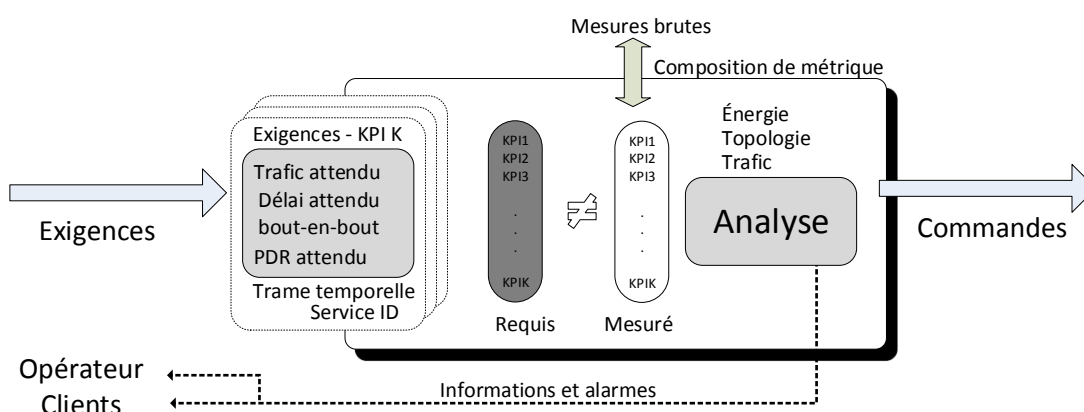 Mesures brutes
Composition de métrique
Exigences - KPI K
Trafic attendu
Délai attendu
bout-en-bout
PDR attendu
Trame temporelle
Service ID
Exigences
KPI1
KPI2
KPI3
.
.
.
KPIK
Requis
≠
KPI1
KPI2
KPI3
.
.
.
KPIK
Mesuré
Énergie
Topologie
Trafic
Analyse
Commandes
Opérateur
Clients
Informations et alarmes